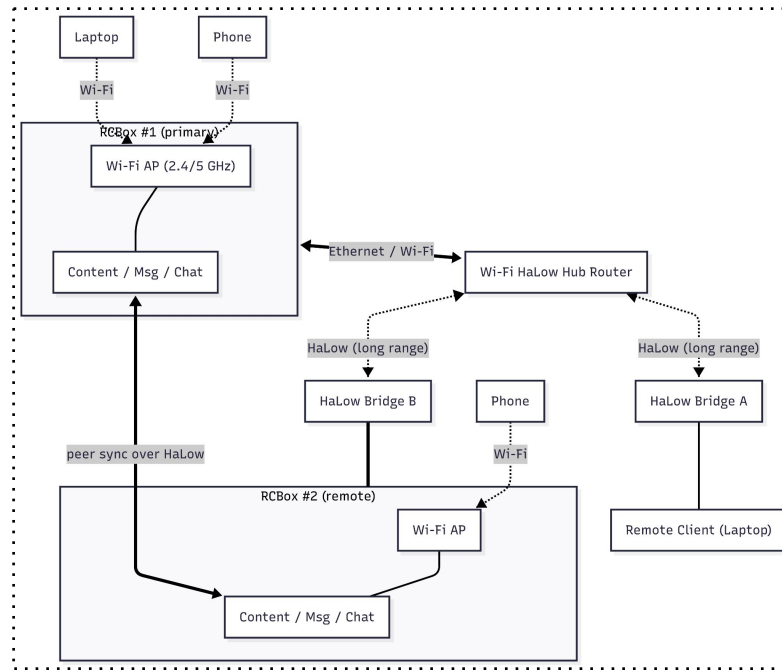 Laptop
Phone
Wi-Fi
Wi-Fi
RCBox #1 (primary)
Wi-Fi AP (2.4/5 GHz)
Content / Msg / Chat
Ethernet / Wi-Fi
Wi-Fi HaLow Hub Router
HaLow (long range)
HaLow (long range)
HaLow Bridge B
Phone
HaLow Bridge A
peer sync over HaLow
Wi-Fi
RCBox #2 (remote)
Wi-Fi AP
Remote Client (Laptop)
Content / Msg / Chat